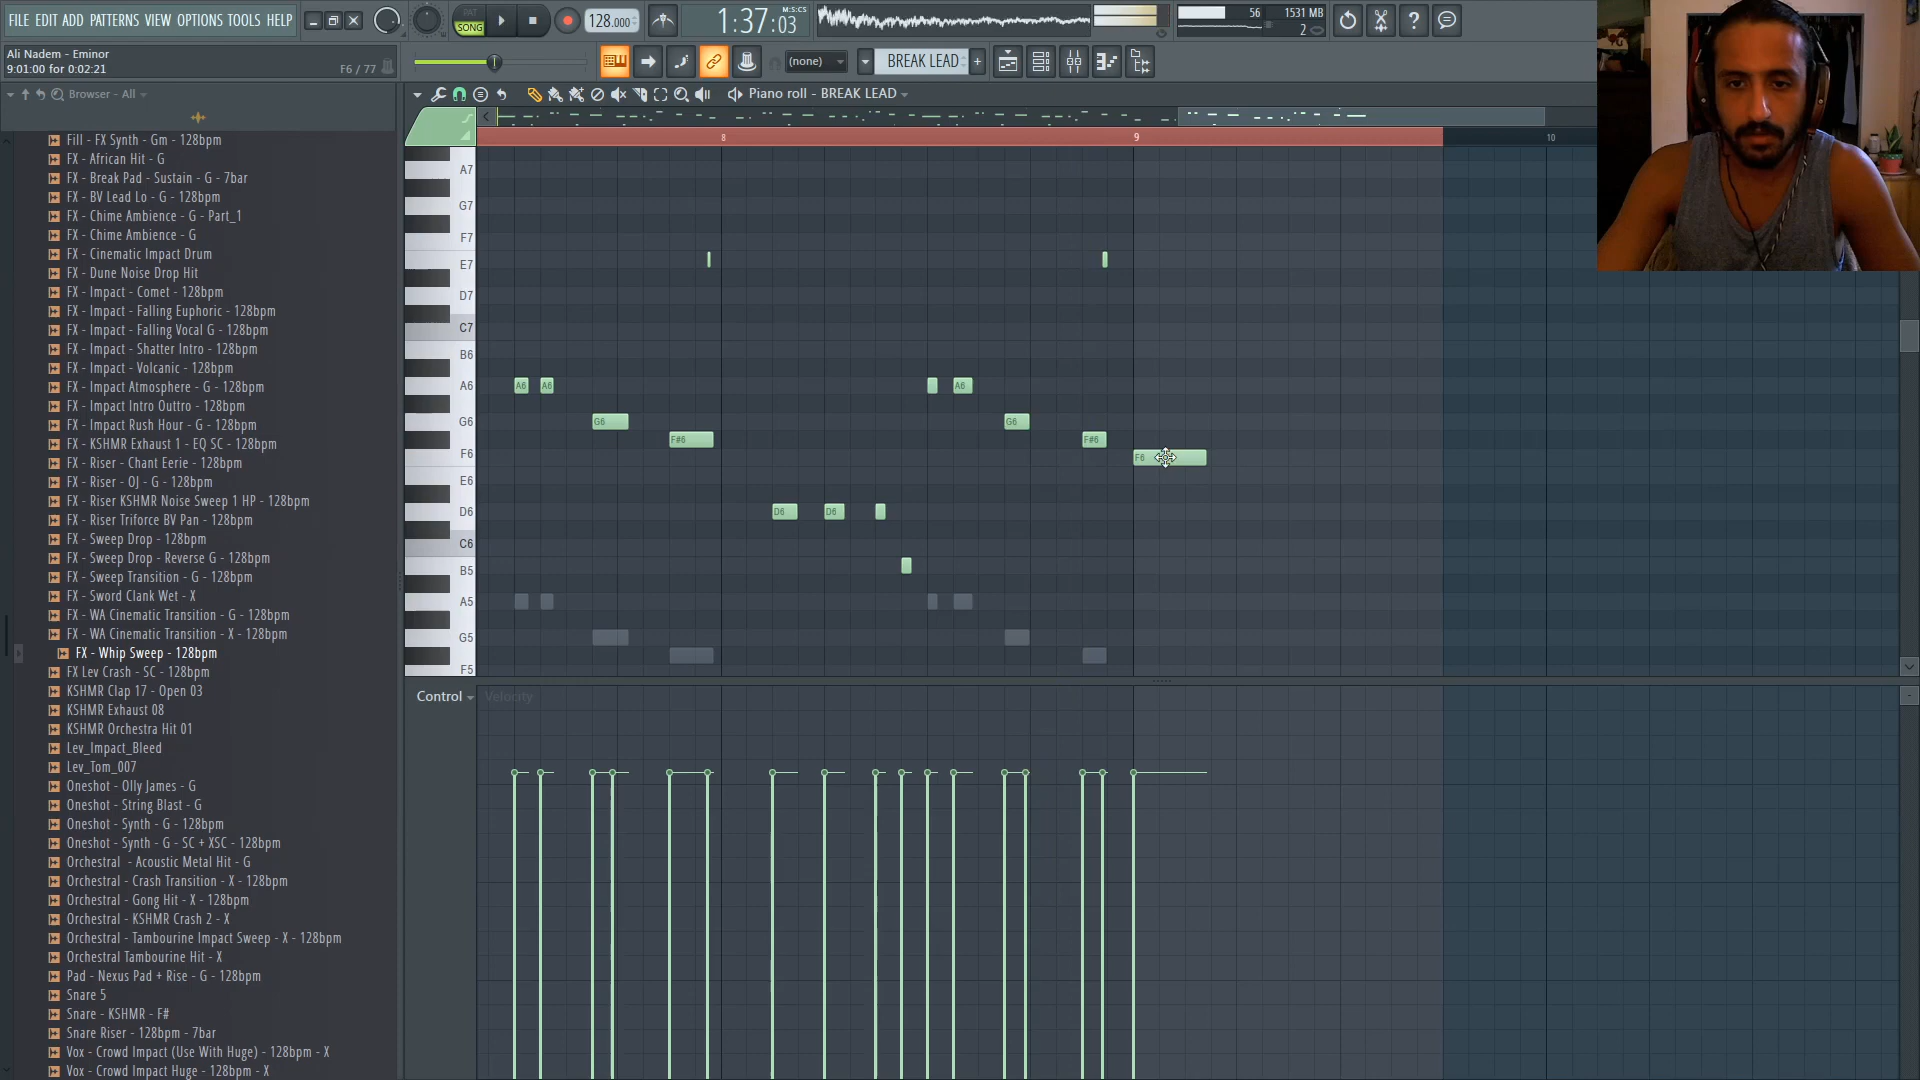 FILE EDIT ADD PATTERNS VIEW OPTIONS TOOLS HELP
PAT
SONG
128.000
1:37:03
M:S:CS
56
1531 MB
2
Ali Nadem - Eminor
9:01:00 for 0:02:21
F6 / 77
(none)
BREAK LEAD
Browser - All
Piano roll - BREAK LEAD
8
9
10
Fill - FX Synth - Gm - 128bpm
FX - African Hit - G
FX - Break Pad - Sustain - G - 7bar
FX - BV Lead Lo - G - 128bpm
FX - Chime Ambience - G - Part_1
FX - Chime Ambience - G
FX - Cinematic Impact Drum
FX - Dune Noise Drop Hit
FX - Impact - Comet - 128bpm
FX - Impact - Falling Euphoric - 128bpm
FX - Impact - Falling Vocal G - 128bpm
FX - Impact - Shatter Intro - 128bpm
FX - Impact - Volcanic - 128bpm
FX - Impact Atmosphere - G - 128bpm
FX - Impact Intro Outtro - 128bpm
FX - Impact Rush Hour - G - 128bpm
FX - KSHMR Exhaust 1 - EQ SC - 128bpm
FX - Riser - Chant Eerie - 128bpm
FX - Riser - OJ - G - 128bpm
FX - Riser KSHMR Noise Sweep 1 HP - 128bpm
FX - Riser Triforce BV Pan - 128bpm
FX - Sweep Drop - 128bpm
FX - Sweep Drop - Reverse G - 128bpm
FX - Sweep Transition - G - 128bpm
FX - Sword Clank Wet - X
FX - WA Cinematic Transition - G - 128bpm
FX - WA Cinematic Transition - X - 128bpm
FX - Whip Sweep - 128bpm
FX Lev Crash - SC - 128bpm
KSHMR Clap 17 - Open 03
KSHMR Exhaust 08
KSHMR Orchestra Hit 01
Lev_Impact_Bleed
Lev_Tom_007
Oneshot - Olly James - G
Oneshot - String Blast - G
Oneshot - Synth - G - 128bpm
Oneshot - Synth - G - SC + XSC - 128bpm
Orchestral - Acoustic Metal Hit - G
Orchestral - Crash Transition - X - 128bpm
Orchestral - Gong Hit - X - 128bpm
Orchestral - KSHMR Crash 2 - X
Orchestral - Tambourine Impact Sweep - X - 128bpm
Orchestral Tambourine Hit - X
Pad - Nexus Pad + Rise - G - 128bpm
Snare 5
Snare - KSHMR - F#
Snare Riser - 128bpm - 7bar
Vox - Crowd Impact (Use With Huge) - 128bpm - X
Vox - Crowd Impact Huge - 128bpm - X
A7
G7
F7
E7
D7
C7
B6
A6
A6
A6
A6
G6
G6
G6
F#6
F#6
F6
F6
E6
D6
D6
D6
C6
B5
A5
G5
F5
Control
Velocity